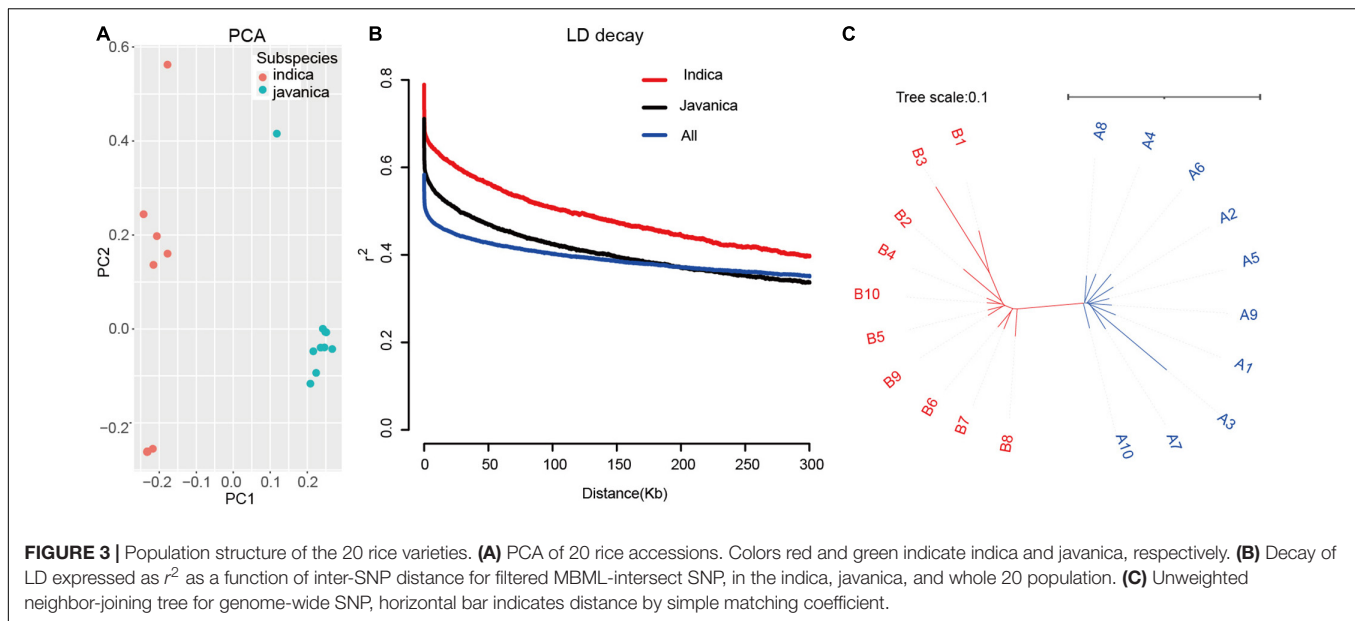 A
PCA
Subspecies
indica
javanica
0.6
0.4
0.2
0.0
−0.2
PC2
−0.2
−0.1
0.0
0.1
0.2
PC1
B
LD decay
Indica
Javanica
All
0.8
0.6
0.4
0.2
0.0
r²
0
50
100
150
200
250
300
Distance(Kb)
C
Tree scale:0.1
B1
B3
B2
B4
B10
B5
B9
B6
B7
B8
A8
A4
A6
A2
A5
A9
A1
A3
A7
A10
FIGURE 3 | Population structure of the 20 rice varieties. (A) PCA of 20 rice accessions. Colors red and green indicate indica and javanica, respectively. (B) Decay of
LD expressed as r² as a function of inter-SNP distance for filtered MBML-intersect SNP, in the indica, javanica, and whole 20 population. (C) Unweighted
neighbor-joining tree for genome-wide SNP, horizontal bar indicates distance by simple matching coefficient.